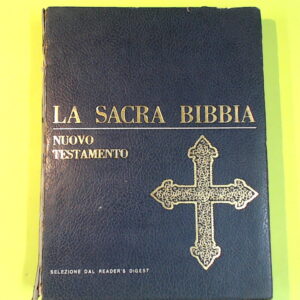 LA SACRA BIBBIA
NUOVO
TESTAMENTO
SELEZIONE DAL READER'S DIGEST